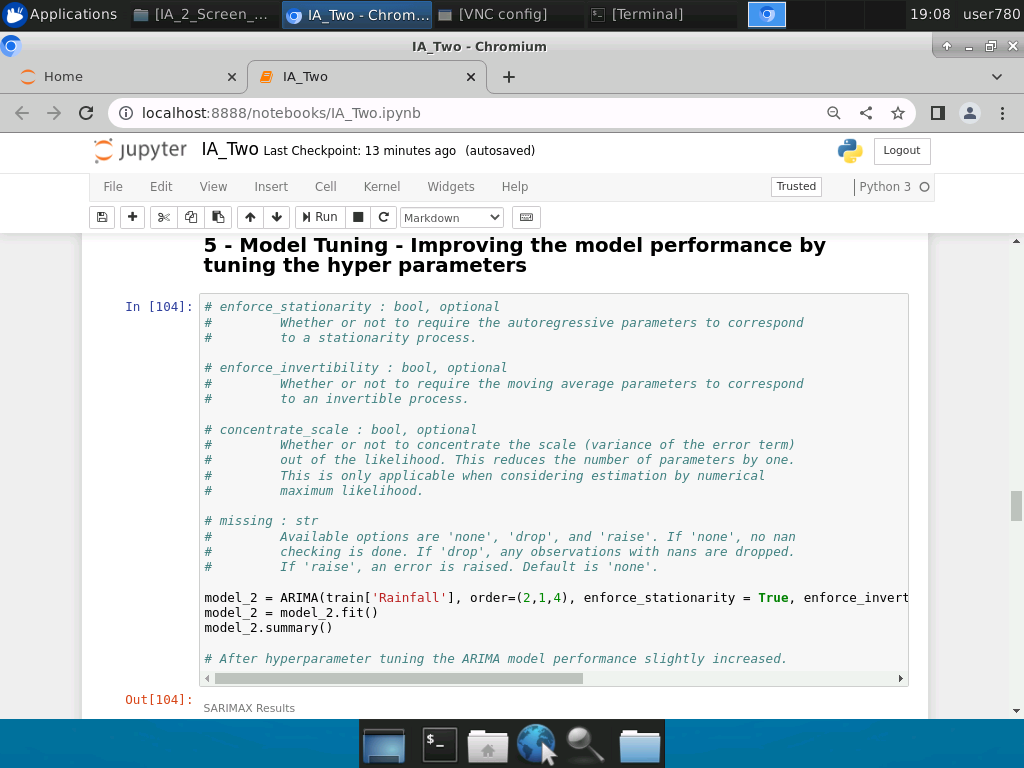 Applications
[IA_2_Screen_...
IA_Two - Chrom...
[VNC config]
[Terminal]
19:08
user780
IA_Two - Chromium
Home
IA_Two
localhost:8888/notebooks/IA_Two.ipynb
jupyter
IA_Two Last Checkpoint: 13 minutes ago (autosaved)
Logout
File Edit View Insert Cell Kernel Widgets Help
Trusted
Python 3
Run
Markdown
5 - Model Tuning - Improving the model performance by
tuning the hyper parameters
In [104]:
# enforce_stationarity : bool, optional
#         Whether or not to require the autoregressive parameters to correspond
#         to a stationarity process.
# enforce_invertibility : bool, optional
#         Whether or not to require the moving average parameters to correspond
#         to an invertible process.
# concentrate_scale : bool, optional
#         Whether or not to concentrate the scale (variance of the error term)
#         out of the likelihood. This reduces the number of parameters by one.
#         This is only applicable when considering estimation by numerical
#         maximum likelihood.
# missing : str
#         Available options are 'none', 'drop', and 'raise'. If 'none', no nan
#         checking is done. If 'drop', any observations with nans are dropped.
#         If 'raise', an error is raised. Default is 'none'.
model_2 = ARIMA(train['Rainfall'], order=(2,1,4), enforce_stationarity = True, enforce_invert
model_2 = model_2.fit()
model_2.summary()
# After hyperparameter tuning the ARIMA model performance slightly increased.
Out[104]:
SARIMAX Results
$_